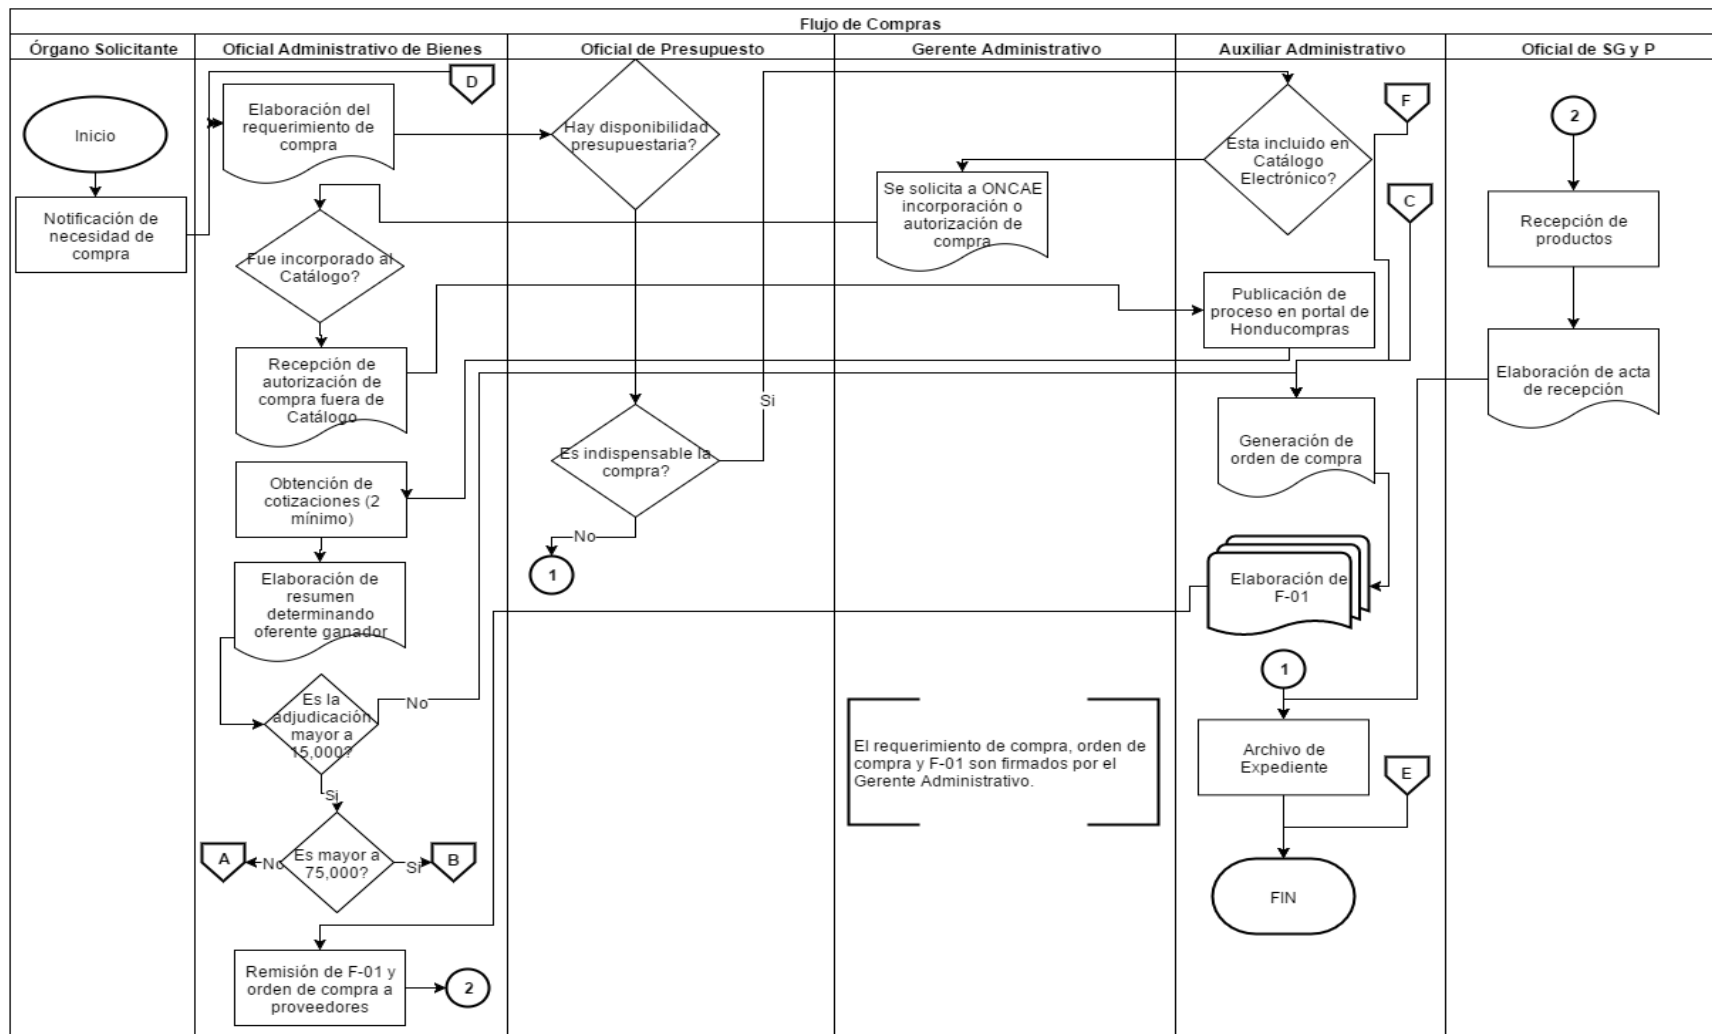 Flujo de Compras
Órgano Solicitante
Oficial Administrativo de Bienes
Oficial de Presupuesto
Gerente Administrativo
Auxiliar Administrativo
Oficial de SG y P
Inicio
Notificación de
necesidad de
compra
D
Elaboración del
requerimiento de
compra
Fue incorporado al
Catálogo?
Recepción de
autorización de
compra fuera de
Catálogo
Obtención de
cotizaciones (2
mínimo)
Elaboración de
resumen
determinando
oferente ganador
Es la
adjudicación
mayor a
15,000?
No
Si
Es mayor a
75,000?
No
A
Si
B
Remisión de F-01 y
orden de compra a
proveedores
2
Hay disponibilidad
presupuestaria?
Si
Es indispensable la
compra?
No
1
Se solicita a ONCAE
incorporación o
autorización de
compra
El requerimiento de compra, orden de
compra y F-01 son firmados por el
Gerente Administrativo.
F
Esta incluido en
Catálogo
Electrónico?
C
Publicación de
proceso en portal de
Honducompras
Generación de
orden de compra
Elaboración de
F-01
1
Archivo de
Expediente
E
FIN
2
Recepción de
productos
Elaboración de acta
de recepción